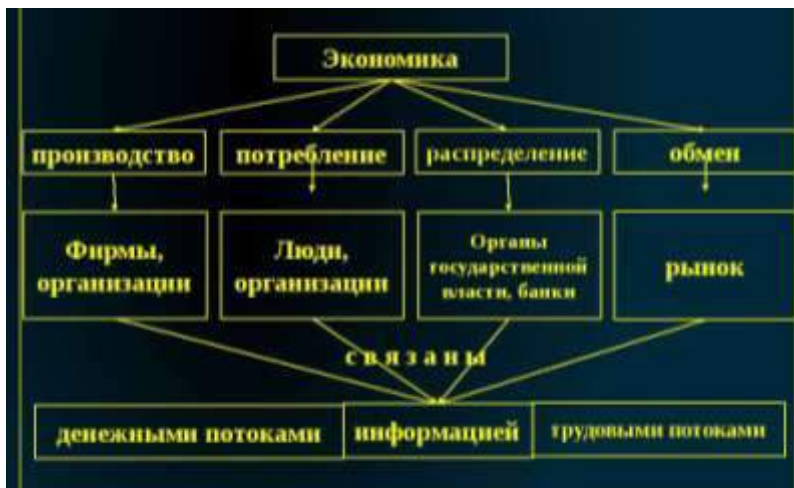 Экономика
производство
потребление
распределение
обмен
Фирмы,
организации
Люди,
организации
Органы
государственной
власти, банки
рынок
связаны
денежными потоками
информацией
трудовыми потоками